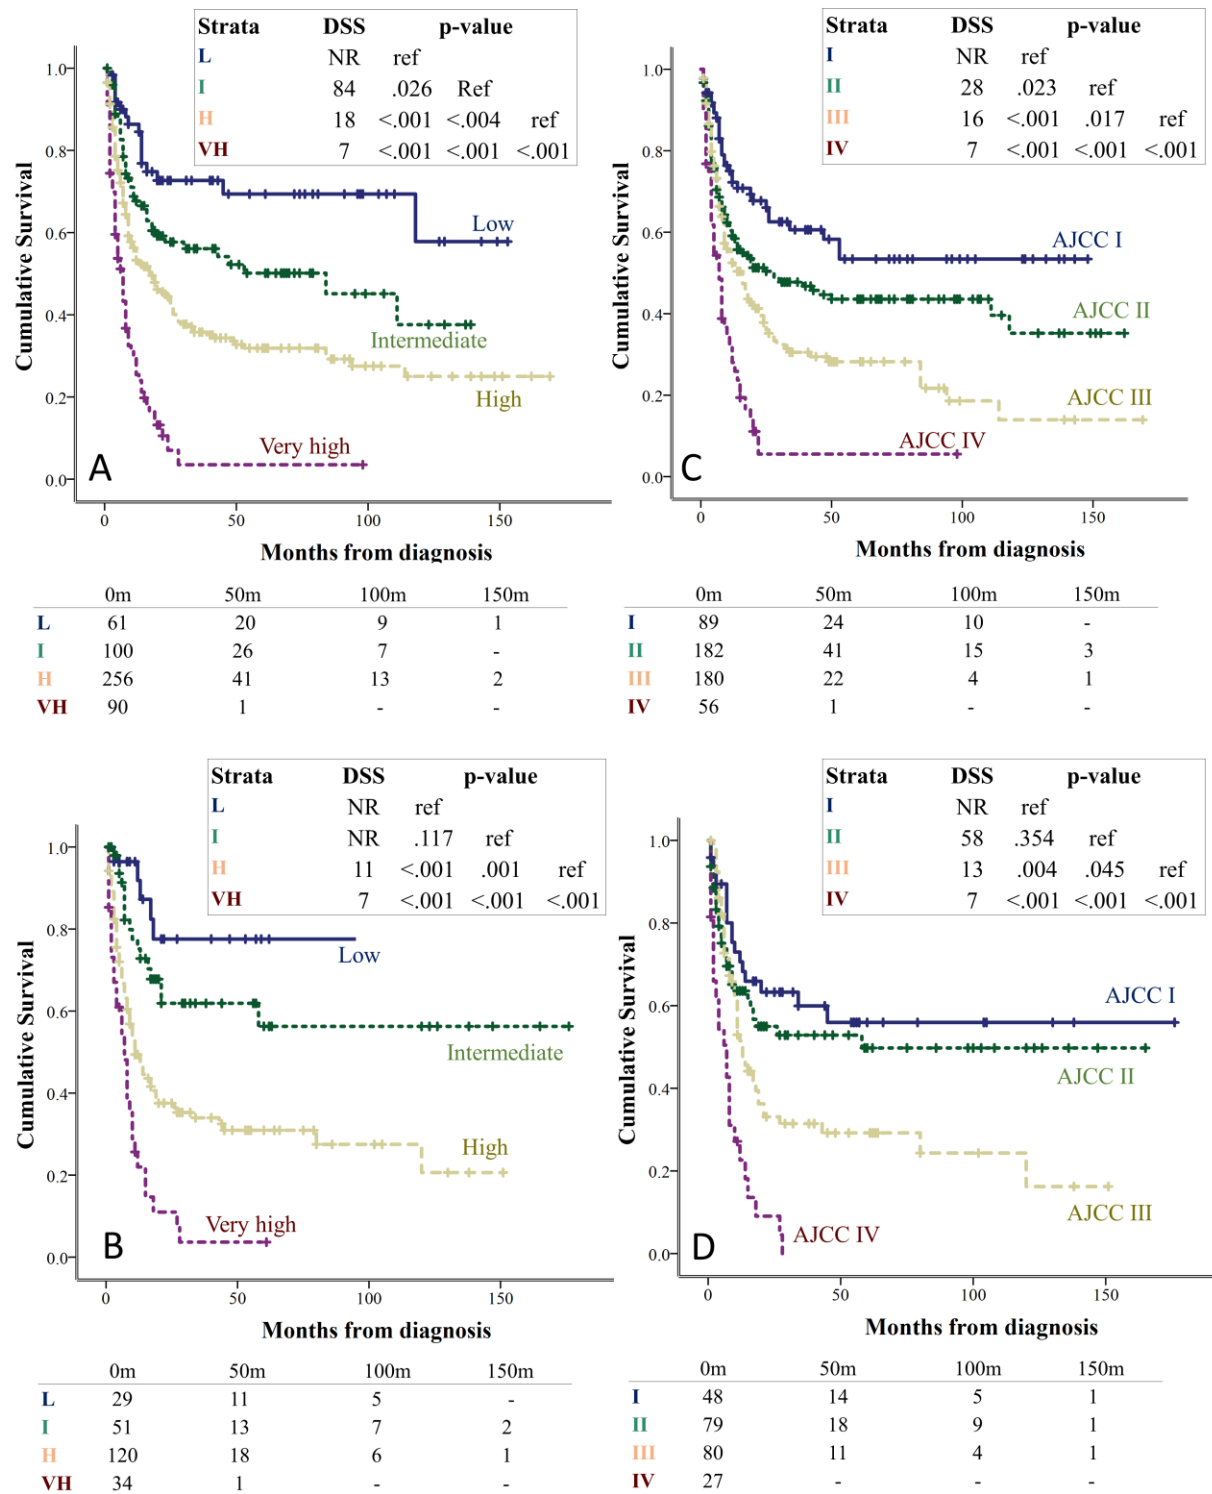 Strata DSS p-value
L NR ref
I 84 .026 Ref
H 18 <.001 <.004 ref
VH 7 <.001 <.001 <.001
1.0
0.8
0.6
0.4
0.2
0.0
Cumulative Survival
Low
Intermediate
High
Very high
A
0 50 100 150
Months from diagnosis
0m 50m 100m 150m
L 61 20 9 1
I 100 26 7 -
H 256 41 13 2
VH 90 1 - -
Strata DSS p-value
I NR ref
II 28 .023 ref
III 16 <.001 .017 ref
IV 7 <.001 <.001 <.001
1.0
0.8
0.6
0.4
0.2
0.0
Cumulative Survival
AJCC I
AJCC II
AJCC III
AJCC IV
C
0 50 100 150
Months from diagnosis
0m 50m 100m 150m
I 89 24 10 -
II 182 41 15 3
III 180 22 4 1
IV 56 1 - -
Strata DSS p-value
L NR ref
I NR .117 ref
H 11 <.001 .001 ref
VH 7 <.001 <.001 <.001
1.0
0.8
0.6
0.4
0.2
0.0
Cumulative Survival
Low
Intermediate
High
Very high
B
0 50 100 150
Months from diagnosis
0m 50m 100m 150m
L 29 11 5 -
I 51 13 7 2
H 120 18 6 1
VH 34 1 - -
Strata DSS p-value
I NR ref
II 58 .354 ref
III 13 .004 .045 ref
IV 7 <.001 <.001 <.001
1.0
0.8
0.6
0.4
0.2
0.0
Cumulative Survival
AJCC I
AJCC II
AJCC III
AJCC IV
D
0 50 100 150
Months from diagnosis
0m 50m 100m 150m
I 48 14 5 1
II 79 18 9 1
III 80 11 4 1
IV 27 - - -